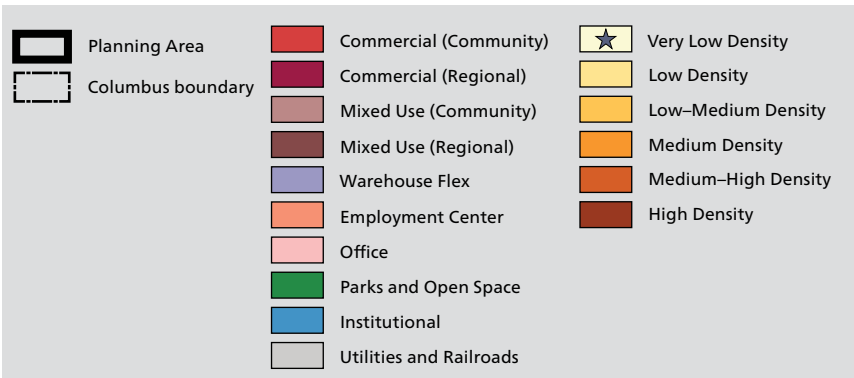 Planning Area
Columbus boundary
Commercial (Community)
Commercial (Regional)
Mixed Use (Community)
Mixed Use (Regional)
Warehouse Flex
Employment Center
Office
Parks and Open Space
Institutional
Utilities and Railroads
Very Low Density
Low Density
Low–Medium Density
Medium Density
Medium–High Density
High Density